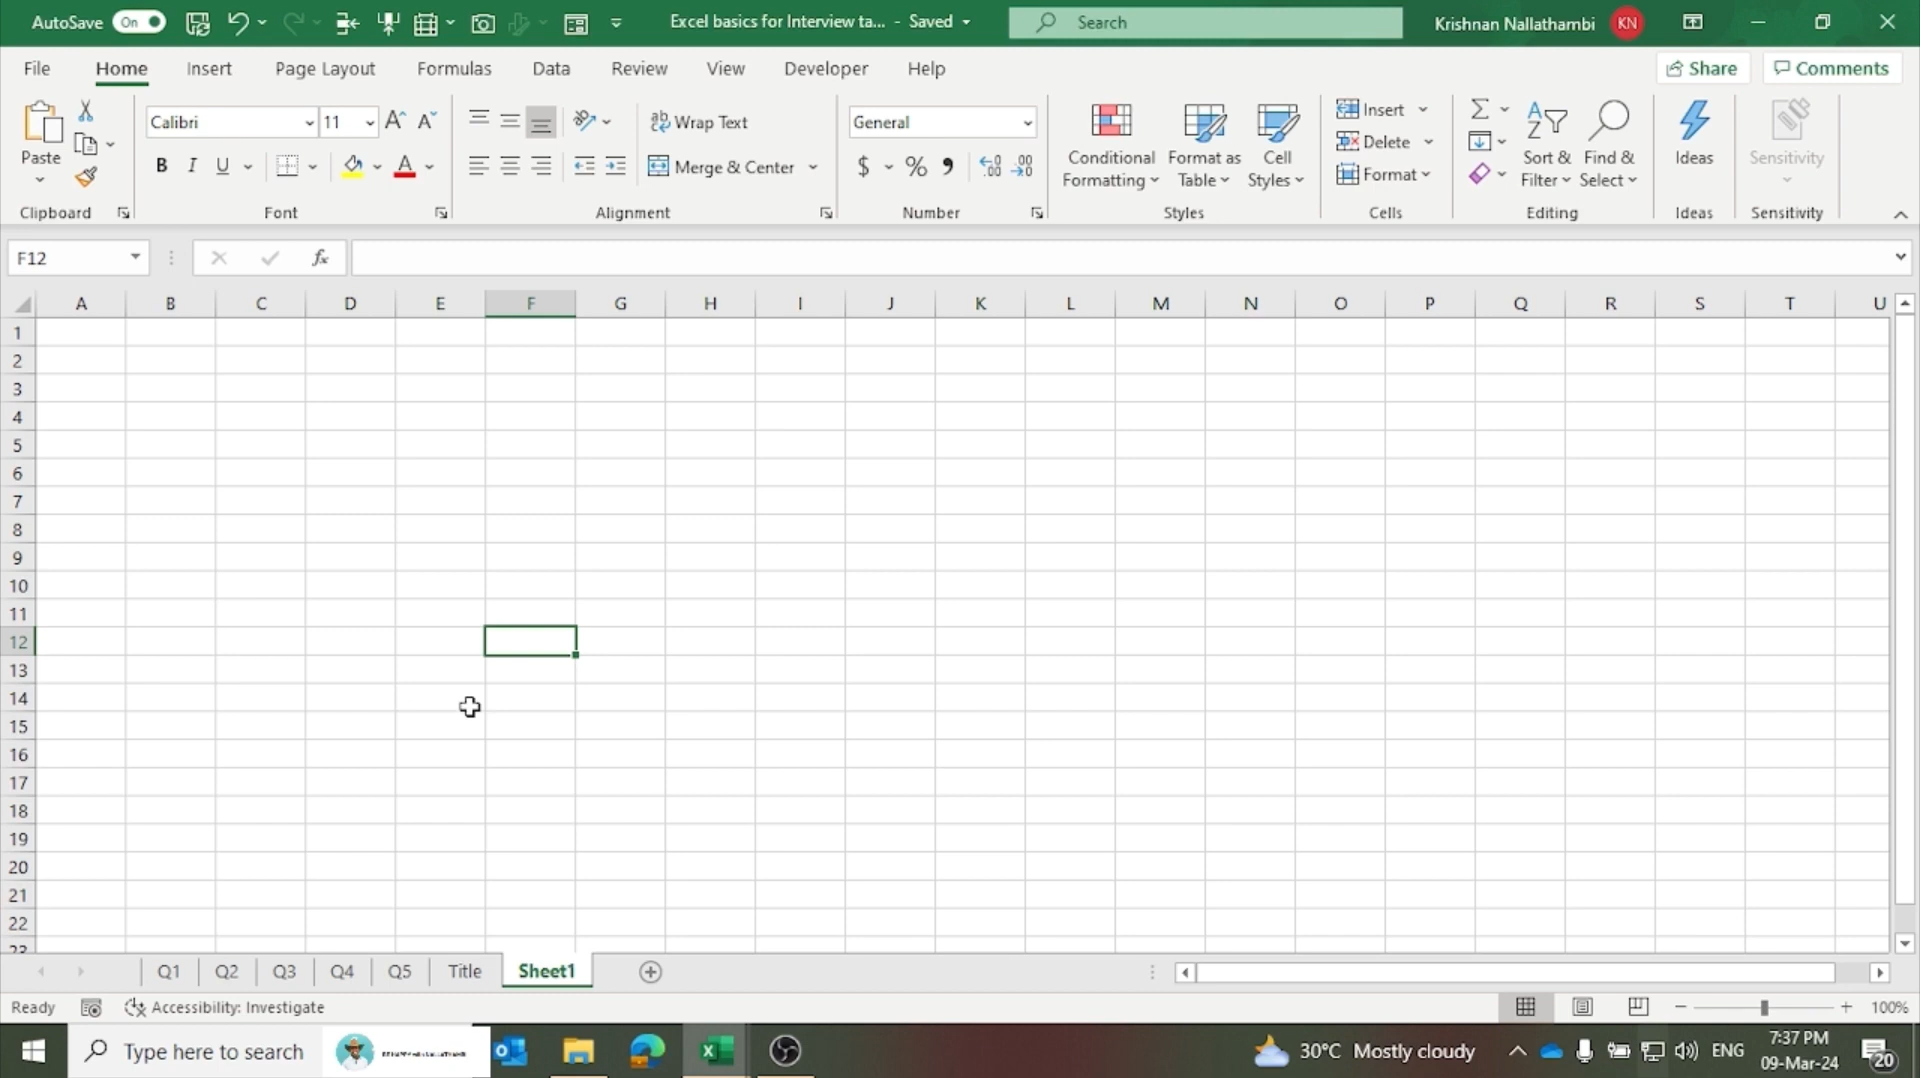 AutoSave On Excel basics for Interview ta... - Saved Search Krishnan Nallathambi KN
File Home Insert Page Layout Formulas Data Review View Developer Help Share Comments
Calibri 11 Wrap Text General Insert
Paste B I U Merge & Center $ % Conditional Formatting Format as Table Cell Styles Delete Format Sort & Filter Find & Select Ideas Sensitivity
Clipboard Font Alignment Number Styles Cells Editing Ideas Sensitivity
F12 fx
A B C D E F G H I J K L M N O P Q R S T U
1
2
3
4
5
6
7
8
9
10
11
12
13
14
15
16
17
18
19
20
21
22
23
Q1 Q2 Q3 Q4 Q5 Title Sheet1
Ready Accessibility: Investigate 100%
Type here to search 30°C Mostly cloudy ENG 7:37 PM
09-Mar-24 20